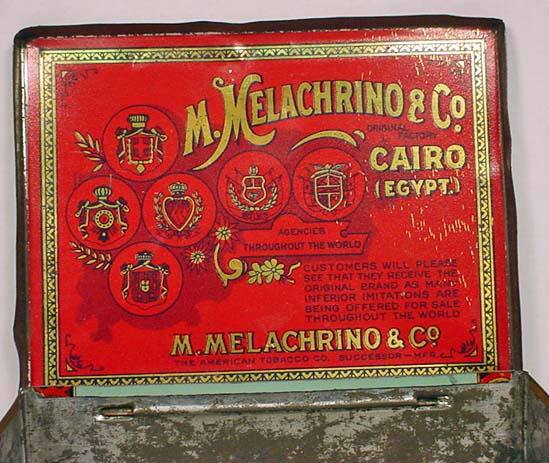 M. MELACHRINO & Co.
ORIGINAL FACTORY
CAIRO
(EGYPT.)
AGENCIES
THROUGHOUT THE WORLD
CUSTOMERS WILL PLEASE
SEE THAT THEY RECEIVE THE
ORIGINAL BRAND AS MANY
INFERIOR IMITATIONS ARE
BEING OFFERED FOR SALE
THROUGHOUT THE WORLD
M. MELACHRINO & Co.
THE AMERICAN TOBACCO CO. SUCCESSOR—MFR.